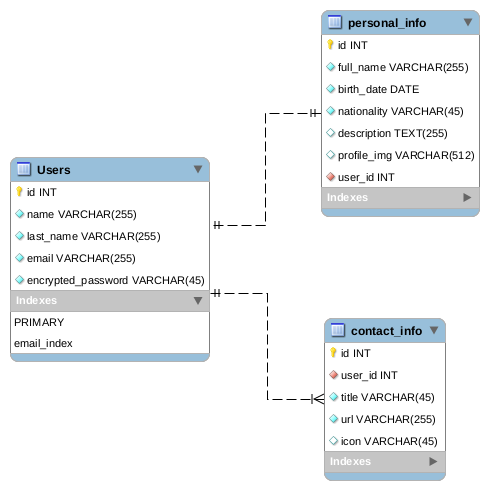 personal_info
id INT
full_name VARCHAR(255)
birth_date DATE
nationality VARCHAR(45)
description TEXT(255)
profile_img VARCHAR(512)
user_id INT
Indexes
Users
id INT
name VARCHAR(255)
last_name VARCHAR(255)
email VARCHAR(255)
encrypted_password VARCHAR(45)
Indexes
PRIMARY
email_index
contact_info
id INT
user_id INT
title VARCHAR(45)
url VARCHAR(255)
icon VARCHAR(45)
Indexes